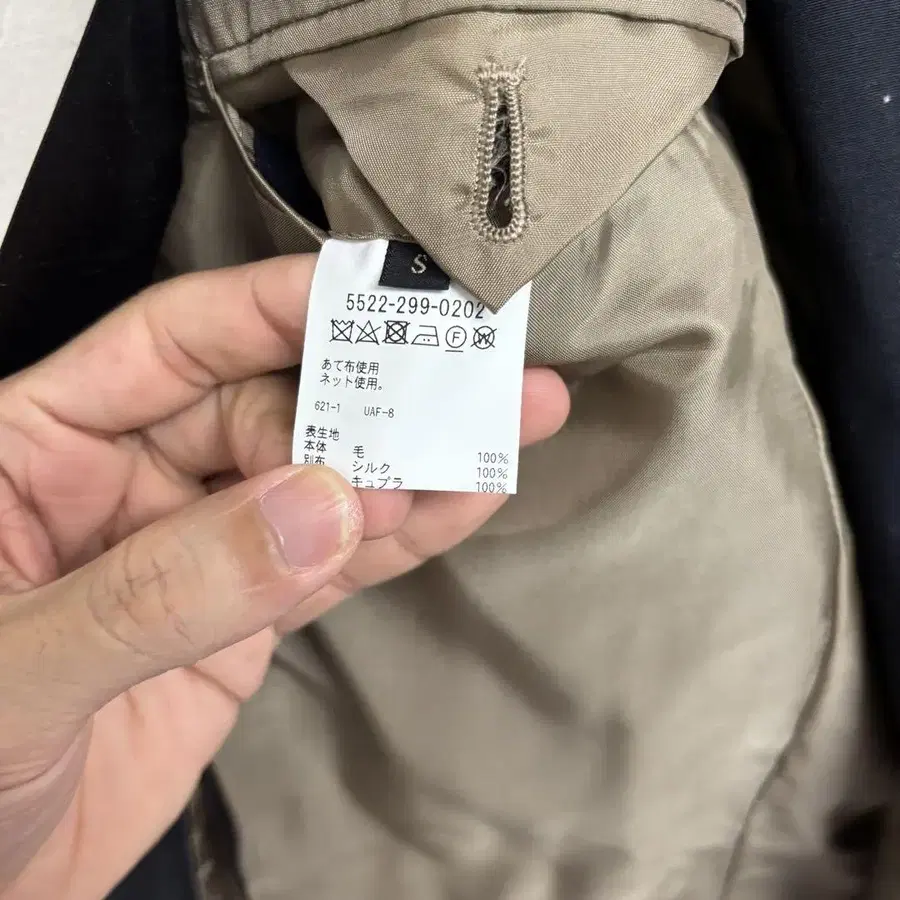 S
5522-299-0202
あて布使用
ネット使用。
621-1 UAF-8
表生地
本体 毛 100%
別布 シルク 100%
キュプラ 100%